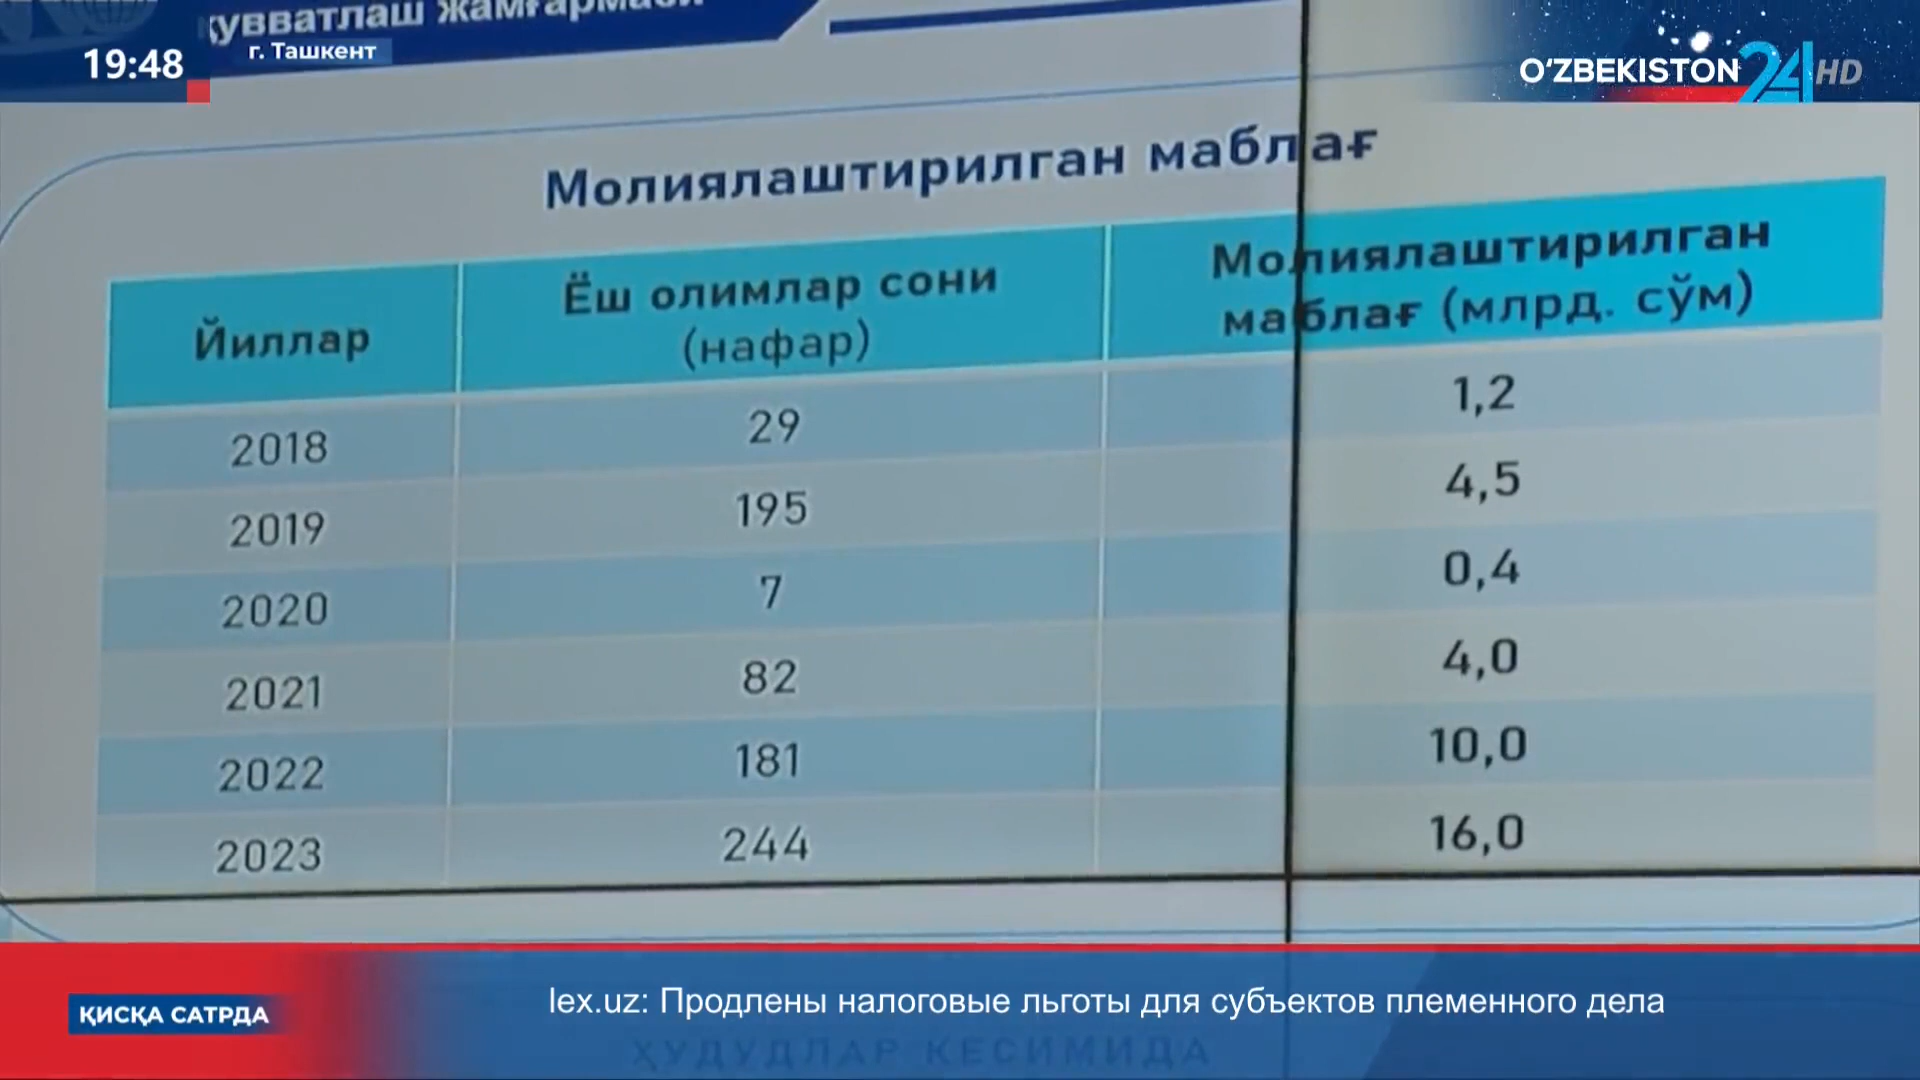 қувватлаш жамғармаси
19:48
г. Ташкент
O‘ZBEKISTON 24 HD
Молиялаштирилган маблағ
Йиллар
Ёш олимлар сони
(нафар)
Молиялаштирилган
маблағ (млрд. сўм)
2018 29 1,2
2019 195 4,5
2020 7 0,4
2021 82 4,0
2022 181 10,0
2023 244 16,0
ҚИСҚА САТРДА
lex.uz: Продлены налоговые льготы для субъектов племенного дела
ҲУДУДЛАР КЕСИМИДА